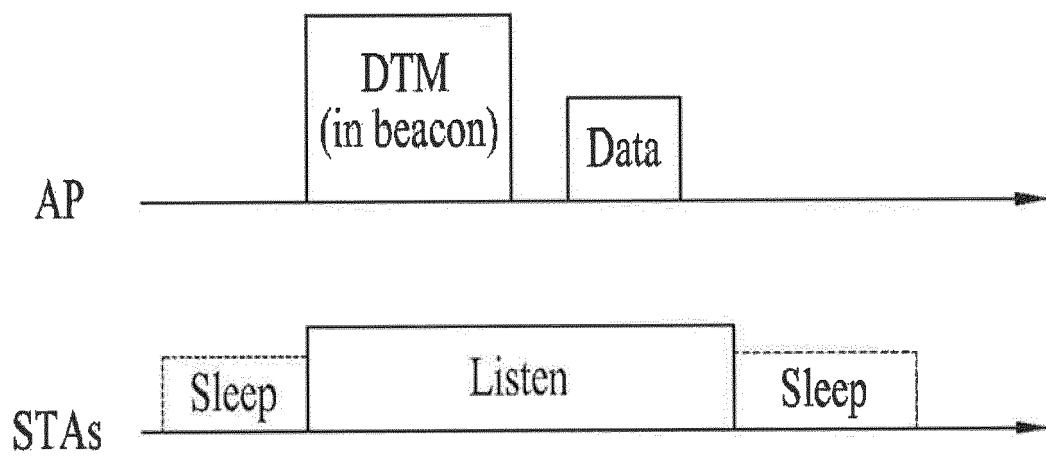 DTM
(in beacon)
Data
AP
Sleep
Listen
Sleep
STAs